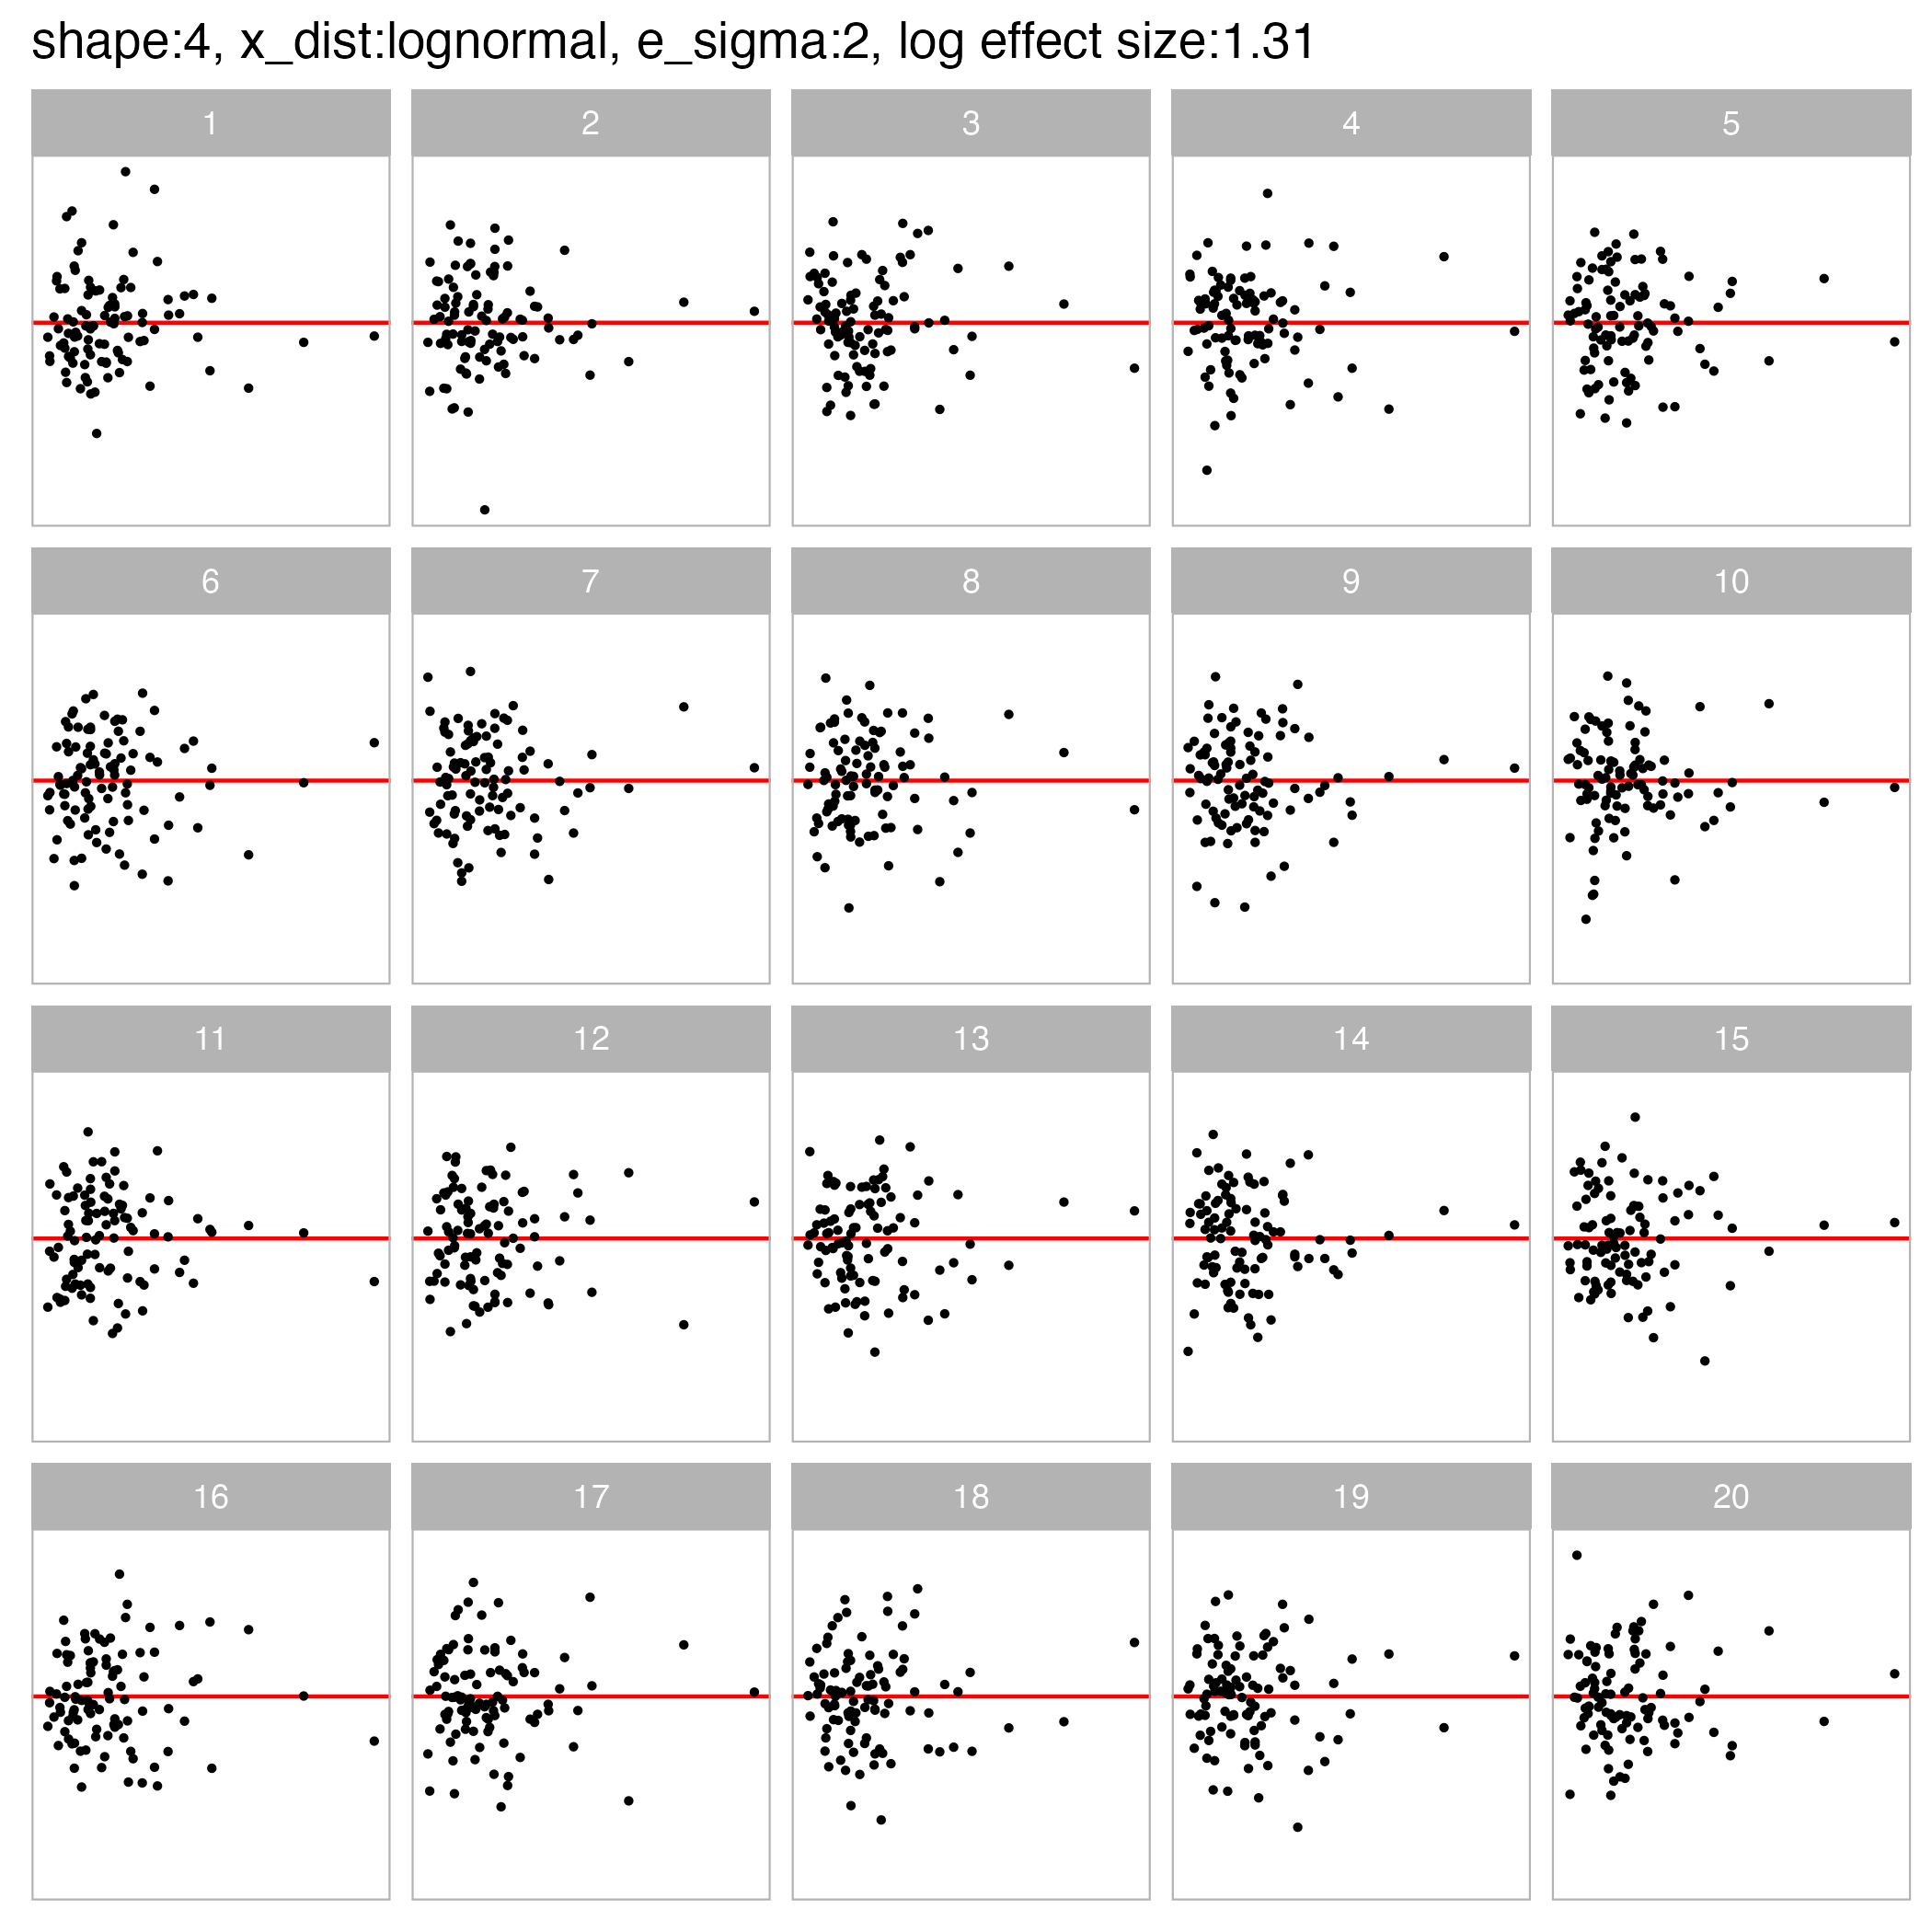 shape:4, x_dist:lognormal, e_sigma:2, log effect size:1.31
1 2 3 4 5
6 7 8 9 10
11 12 13 14 15
16 17 18 19 20